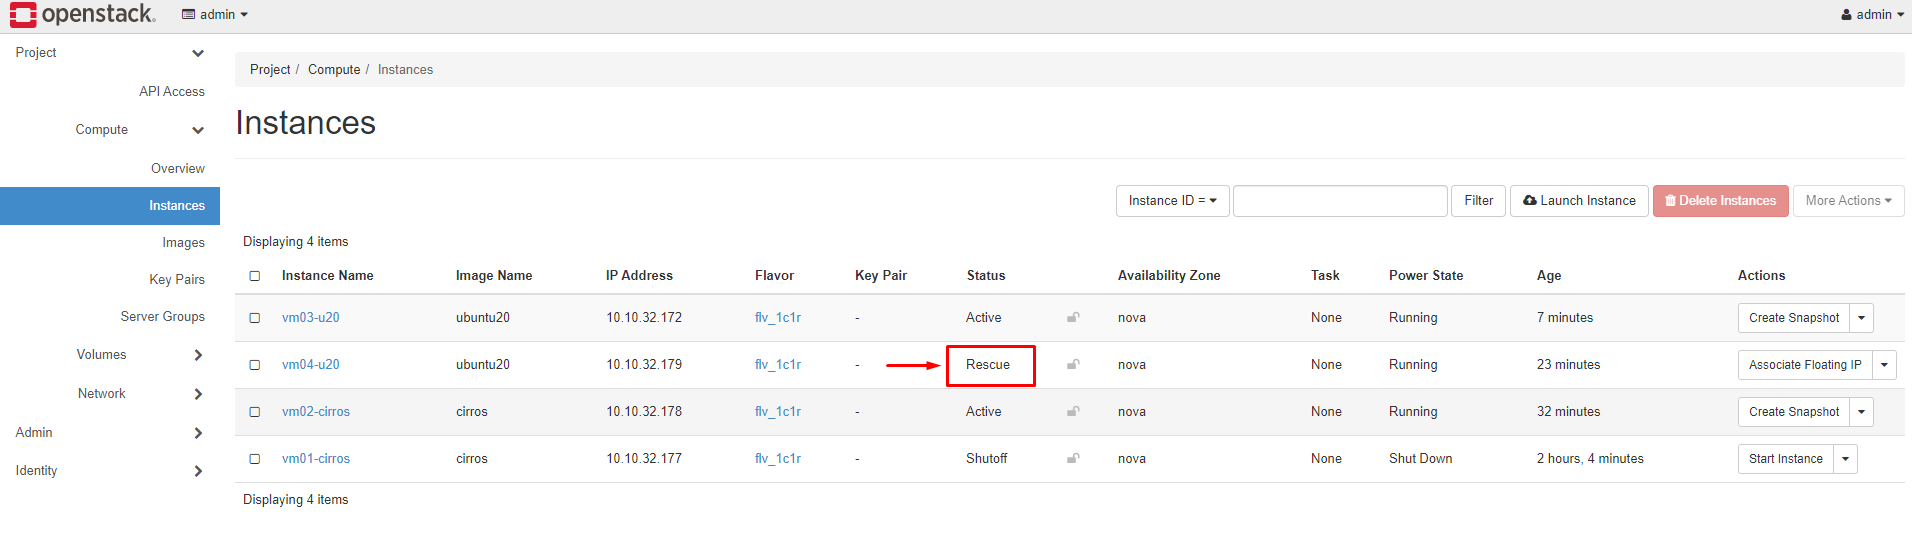 openstack. admin admin
Project
API Access
Compute
Overview
Instances
Images
Key Pairs
Server Groups
Volumes
Network
Admin
Identity
Project / Compute / Instances
Instances
Instance ID = Filter Launch Instance Delete Instances More Actions
Displaying 4 items
Instance Name Image Name IP Address Flavor Key Pair Status Availability Zone Task Power State Age Actions
vm03-u20 ubuntu20 10.10.32.172 flv_1c1r - Active nova None Running 7 minutes Create Snapshot
vm04-u20 ubuntu20 10.10.32.179 flv_1c1r - Rescue nova None Running 23 minutes Associate Floating IP
vm02-cirros cirros 10.10.32.178 flv_1c1r - Active nova None Running 32 minutes Create Snapshot
vm01-cirros cirros 10.10.32.177 flv_1c1r - Shutoff nova None Shut Down 2 hours, 4 minutes Start Instance
Displaying 4 items